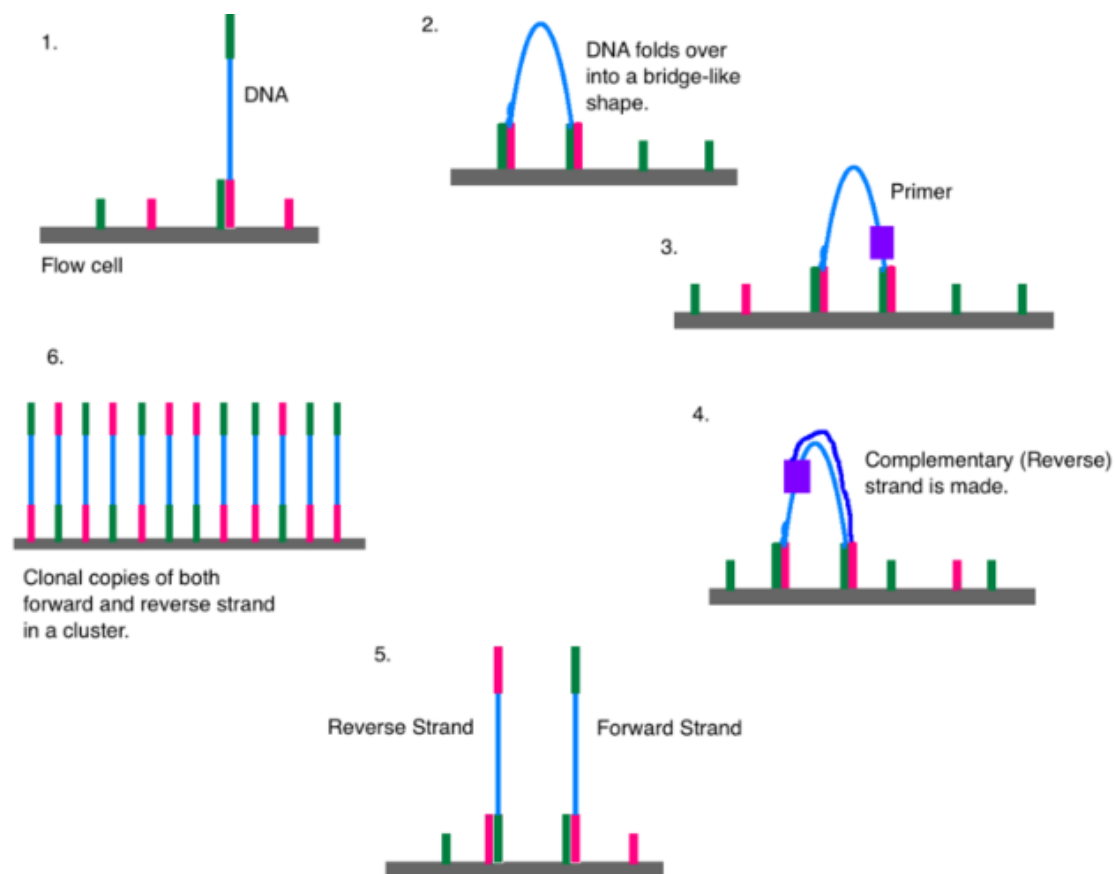 1.
DNA
Flow cell
2.
DNA folds over
into a bridge-like
shape.
3.
Primer
4.
Complementary (Reverse)
strand is made.
5.
Reverse Strand
Forward Strand
6.
Clonal copies of both
forward and reverse strand
in a cluster.